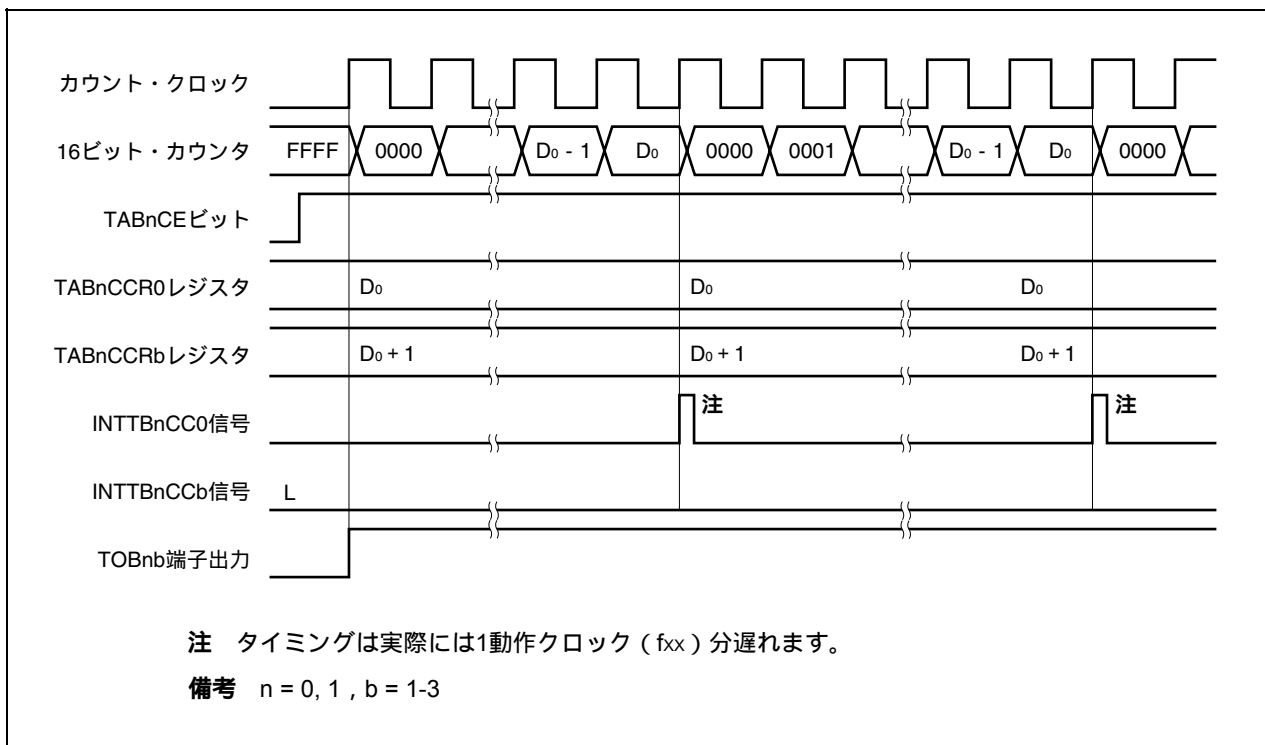 カウント・クロック
16ビット・カウンタ FFFF 0000 D0 - 1 D0 0000 0001 D0 - 1 D0 0000
TABnCEビット
TABnCCR0レジスタ D0 D0 D0
TABnCCRbレジスタ D0 + 1 D0 + 1 D0 + 1
INTTBnCC0信号 注 注
INTTBnCCb信号 L
TOBnb端子出力
注 タイミングは実際には1動作クロック（fxx）分遅れます。
備考 n = 0, 1 , b = 1-3